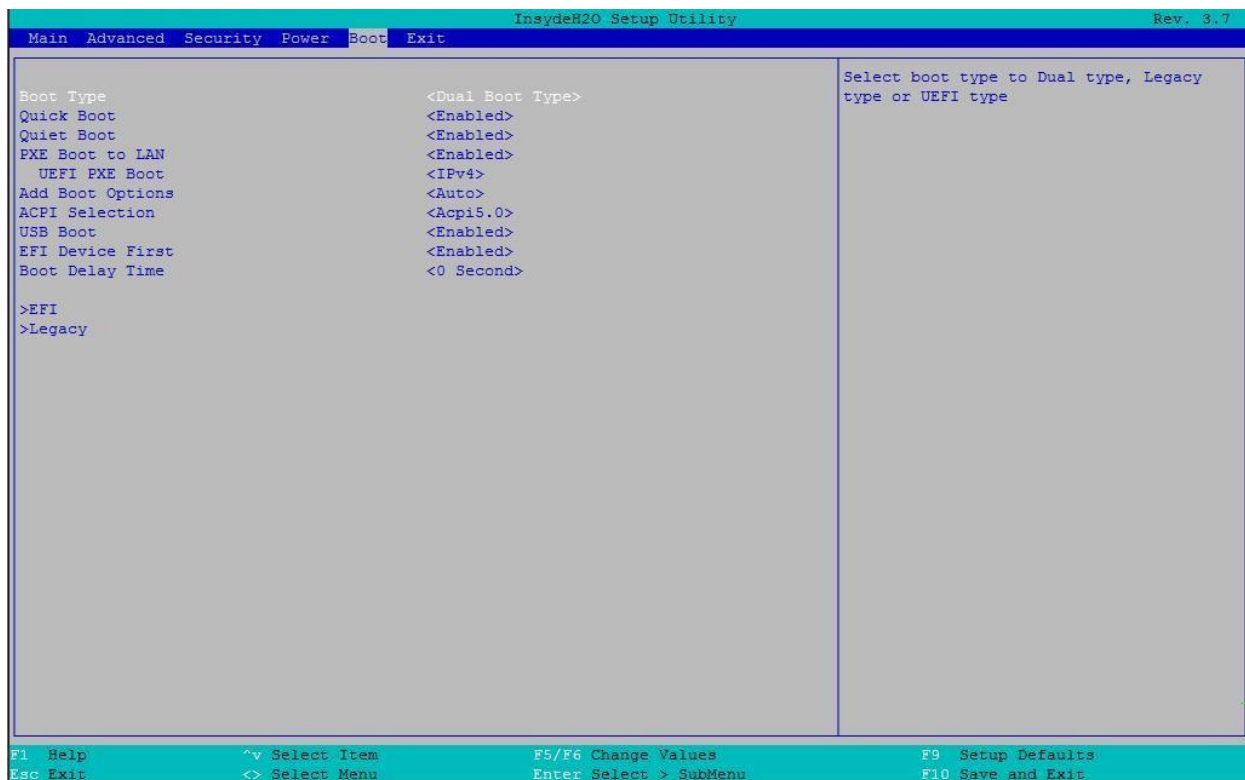 InsydeH2O Setup Utility Rev. 3.7
Main Advanced Security Power Boot Exit
Boot Type <Dual Boot Type>
Quick Boot <Enabled>
Quiet Boot <Enabled>
PXE Boot to LAN <Enabled>
UEFI PXE Boot <IPv4>
Add Boot Options <Auto>
ACPI Selection <Acpi5.0>
USB Boot <Enabled>
EFI Device First <Enabled>
Boot Delay Time <0 Second>
>EFI
>Legacy
Select boot type to Dual type, Legacy
type or UEFI type
F1 Help ^v Select Item F5/F6 Change Values F9 Setup Defaults
Esc Exit <> Select Menu Enter Select > SubMenu F10 Save and Exit